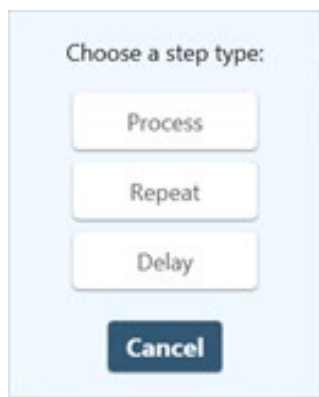 Choose a step type:
Process
Repeat
Delay
Cancel